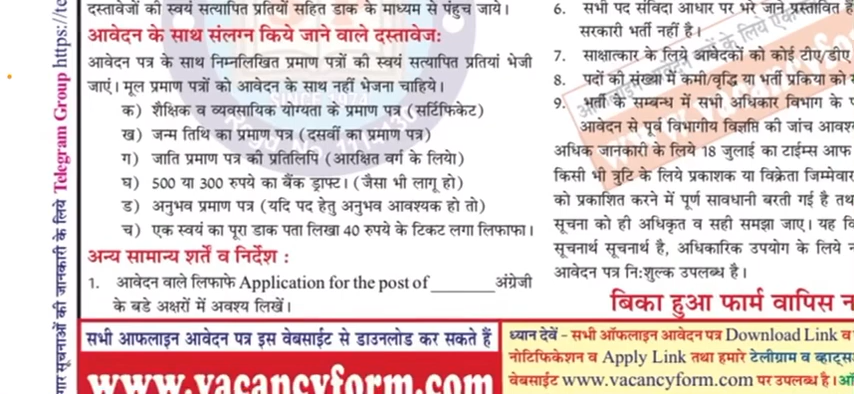 दस्तावेजों की स्वयं सत्यापित प्रतियों सहित डाक के माध्यम से पंहुच जाये।
आवेदन के साथ संलग्न किये जाने वाले दस्तावेज:
आवेदन पत्र के साथ निम्नलिखित प्रमाण पत्रों की स्वयं सत्यापित प्रतियां भेजी
जाएं। मूल प्रमाण पत्रों को आवेदन के साथ नहीं भेजना चाहिये।
क) शैक्षिक व व्यवसायिक योग्यता के प्रमाण पत्र (सर्टिफिकेट)
ख) जन्म तिथि का प्रमाण पत्र (दसवीं का प्रमाण पत्र)
ग) जाति प्रमाण पत्र की प्रतिलिपि (आरक्षित वर्ग के लिये)
घ) 500 या 300 रुपये का बैंक ड्राफ्ट। (जैसा भी लागू हो)
ड) अनुभव प्रमाण पत्र (यदि पद हेतु अनुभव आवश्यक हो तो)
च) एक स्वयं का पूरा डाक पता लिखा 40 रुपये के टिकट लगा लिफाफा।
अन्य सामान्य शर्तें व निर्देश :
1. आवेदन वाले लिफाफे Application for the post of ________ अंग्रेजी
के बडे अक्षरों में अवश्य लिखें।
6. सभी पद संविदा आधार पर भरे जाने प्रस्तावित हैं
सरकारी भर्ती नहीं है।
7. साक्षात्कार के लिये आवेदकों को कोई टीए/डीए
8. पदों की संख्या में कमी/वृद्धि या भर्ती प्रकिया को
9. भर्ती के सम्बन्ध में सभी अधिकार विभाग के
आवेदन से पूर्व विभागीय विज्ञप्ति की जांच
अधिक जानकारी के लिये 18 जुलाई का टाईम्स आफ
किसी भी त्रुटि के लिये प्रकाशक या विक्रेता
को प्रकाशित करने में पूर्ण सावधानी बरती गई है
सूचना को ही अधिकृत व सही समझा जाए। यह
सूचनार्थ सूचनार्थ है, अधिकारिक उपयोग के लिये
आवेदन पत्र नि:शुल्क उपलब्ध है।
बिका हुआ फार्म वापिस
सभी आफलाइन आवेदन पत्र इस वेबसाईट से डाउनलोड कर सकते हैं
www.vacancyform.com
ध्यान देवें - सभी ऑफलाइन आवेदन पत्र Download Link
नोटिफिकेशन व Apply Link तथा हमारे टेलीग्राम व
वेबसाईट www.vacancyform.com पर उपलब्ध है।
सूचनाओं की जानकारी के लिये Telegram Group
SINCE 1974